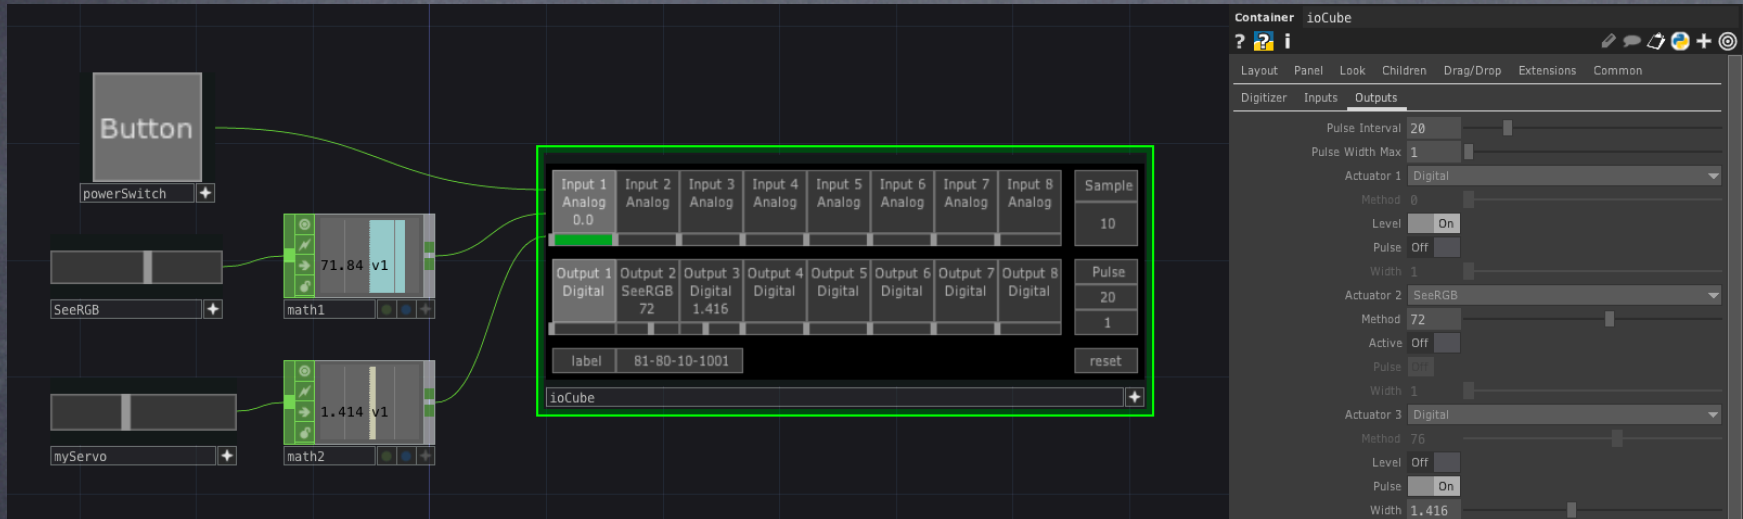 Button
powerSwitch
SeeRGB
71.84 v1
math1
myServo
1.414 v1
math2
Input 1 Input 2 Input 3 Input 4 Input 5 Input 6 Input 7 Input 8
Analog Analog Analog Analog Analog Analog Analog Analog
0.0
Sample
10
Output 1 Output 2 Output 3 Output 4 Output 5 Output 6 Output 7 Output 8
Digital SeeRGB Digital Digital Digital Digital Digital Digital
72 1.416
Pulse
20
1
label 81-80-10-1001 reset
ioCube
Container ioCube
? ? i
Layout Panel Look Children Drag/Drop Extensions Common
Digitizer Inputs Outputs
Pulse Interval 20
Pulse Width Max 1
Actuator 1 Digital
Method 0
Level On
Pulse Off
Width 1
Actuator 2 SeeRGB
Method 72
Active Off
Pulse Off
Width 1
Actuator 3 Digital
Method 76
Level Off
Pulse On
Width 1.416